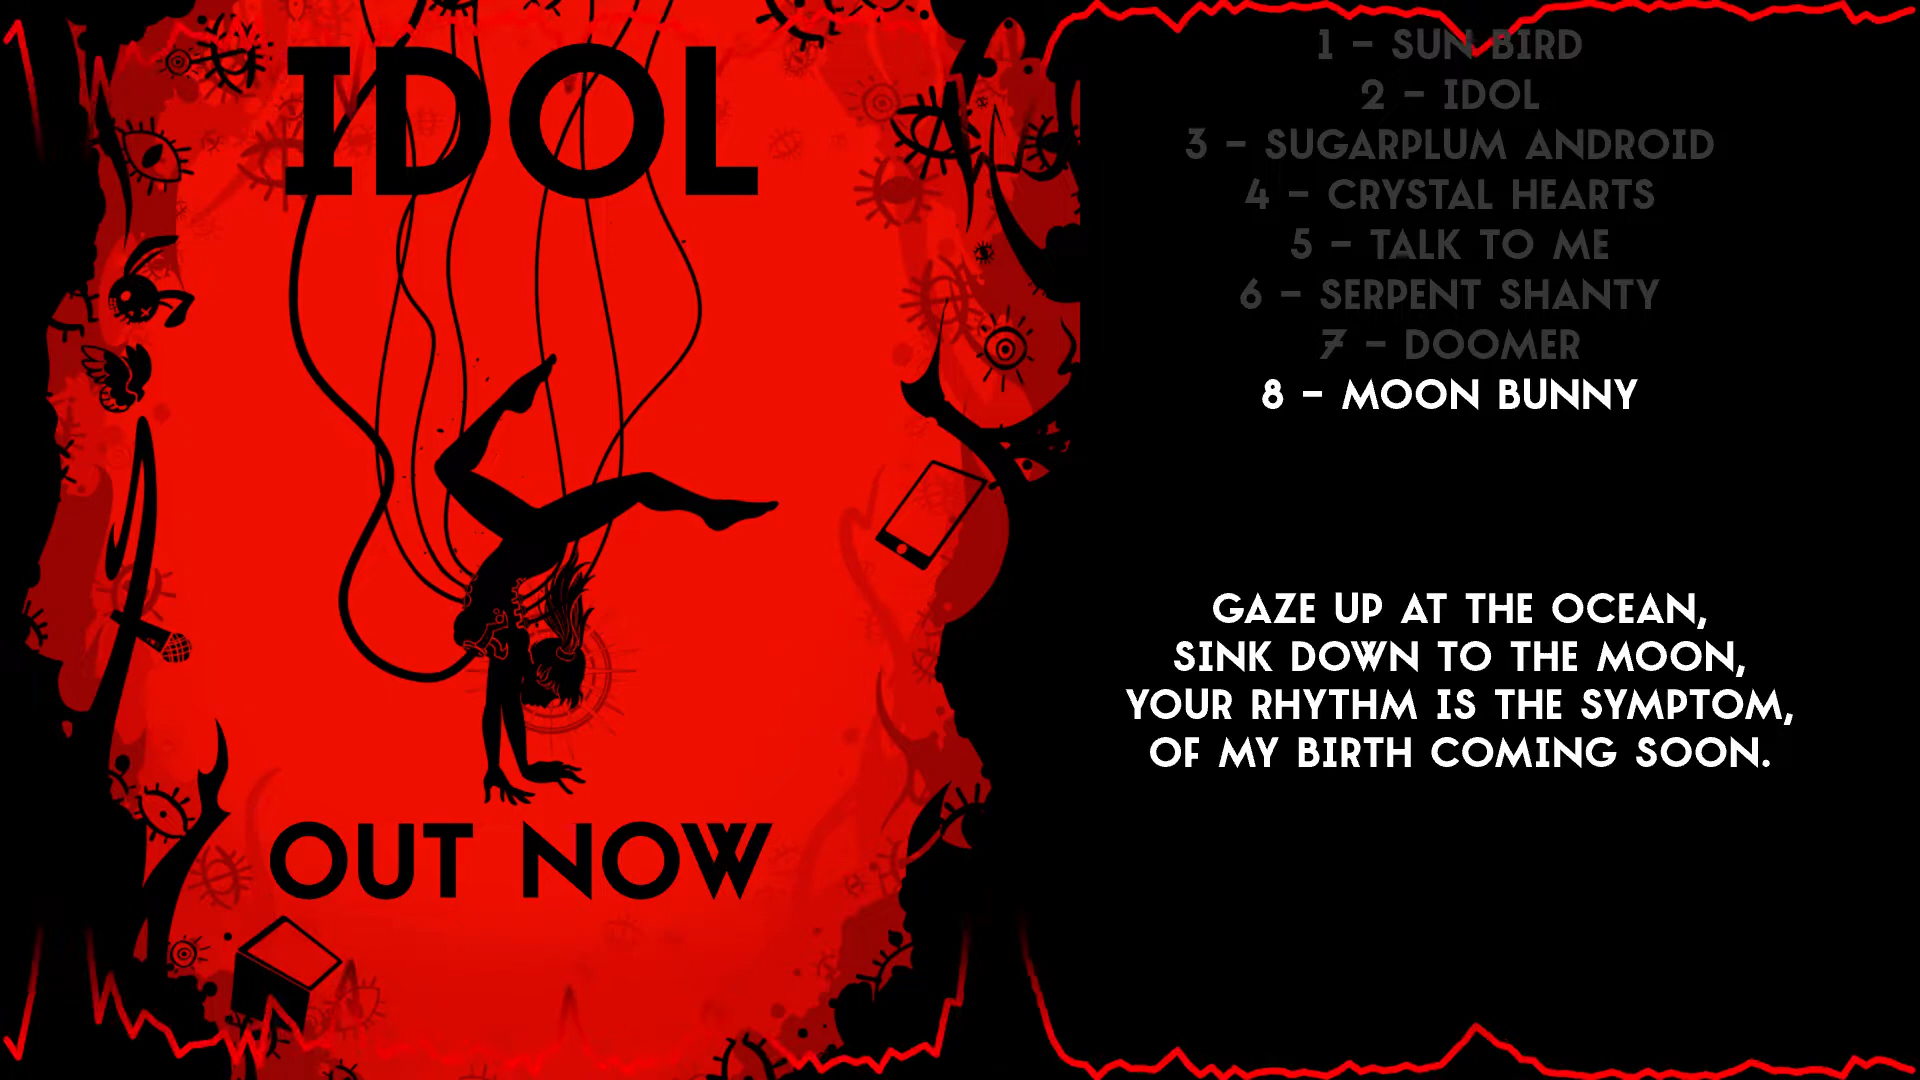 IDOL
OUT NOW
1 - SUN BIRD
2 - IDOL
3 - SUGARPLUM ANDROID
4 - CRYSTAL HEARTS
5 - TALK TO ME
6 - SERPENT SHANTY
7 - DOOMER
8 - MOON BUNNY
GAZE UP AT THE OCEAN,
SINK DOWN TO THE MOON,
YOUR RHYTHM IS THE SYMPTOM,
OF MY BIRTH COMING SOON.